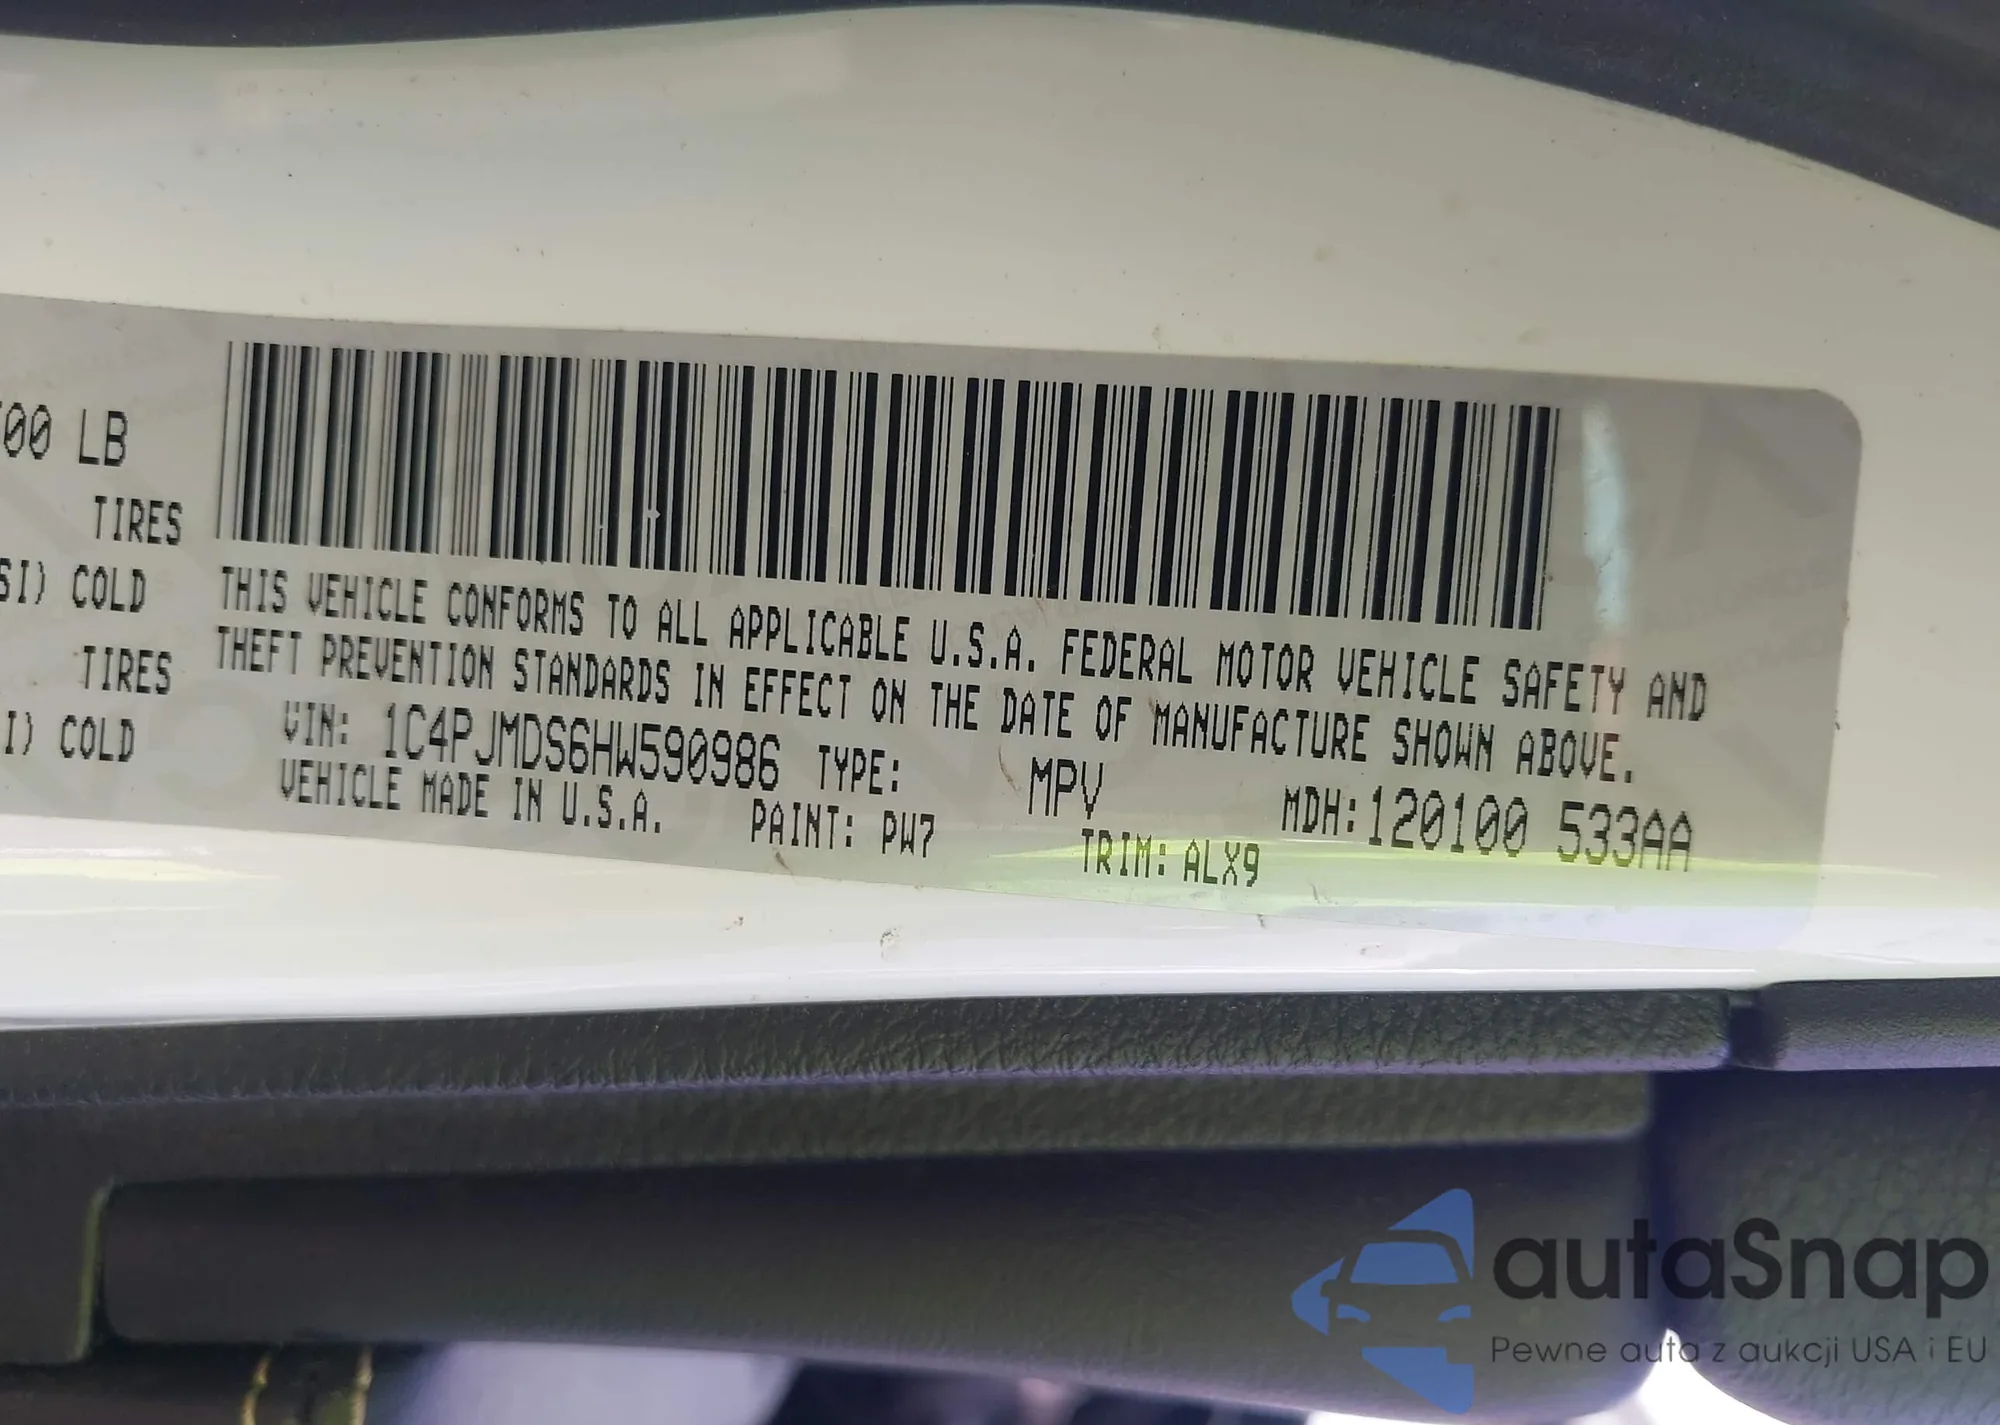 00 LB
TIRES
SI) COLD
TIRES
I) COLD
THIS VEHICLE CONFORMS TO ALL APPLICABLE U.S.A. FEDERAL MOTOR VEHICLE SAFETY AND
THEFT PREVENTION STANDARDS IN EFFECT ON THE DATE OF MANUFACTURE SHOWN ABOVE.
VIN: 1C4PJMDS6HW590986 TYPE: MPV MDH:120100 533AA
VEHICLE MADE IN U.S.A. PAINT: PW7 TRIM: ALX9
autaSnap
Pewne auta z aukcji USA i EU